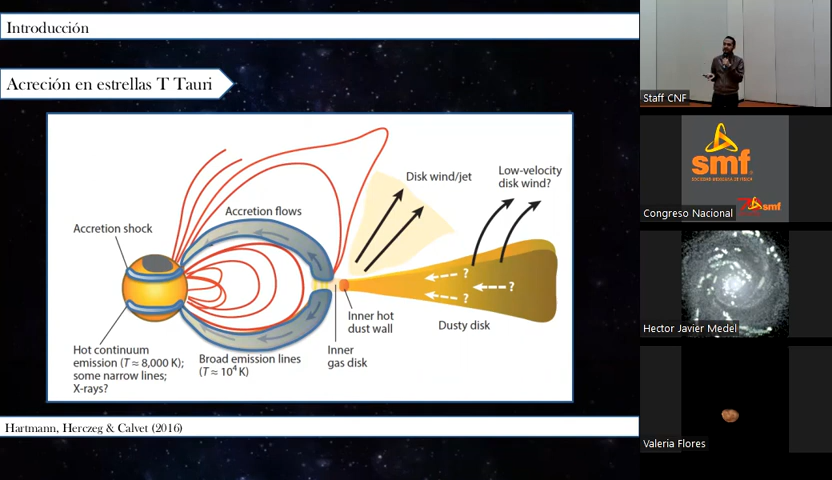 Introducción
Acreción en estrellas T Tauri
Disk wind/jet
Low-velocity
disk wind?
Accretion flows
Accretion shock
?
?
?
Inner hot
dust wall
Dusty disk
Inner
gas disk
Hot continuum
emission (T ≈ 8,000 K);
some narrow lines;
X-rays?
Broad emission lines
(T ≈ 10⁴ K)
Hartmann, Herczeg & Calvet (2016)
Staff CNF
smf
SOCIEDAD MEXICANA DE FÍSICA
Congreso Nacional
smf
Hector Javier Medel
Valeria Flores